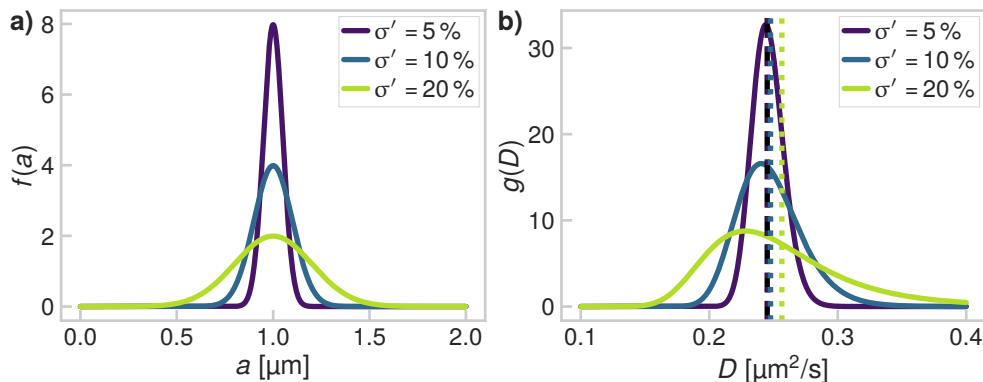 a)
8
6
4
2
0
f(a)
0.0 0.5 1.0 1.5 2.0
a [µm]
σ′ = 5 %
σ′ = 10 %
σ′ = 20 %
b)
30
20
10
0
g(D)
0.1 0.2 0.3 0.4
D [µm²/s]
σ′ = 5 %
σ′ = 10 %
σ′ = 20 %